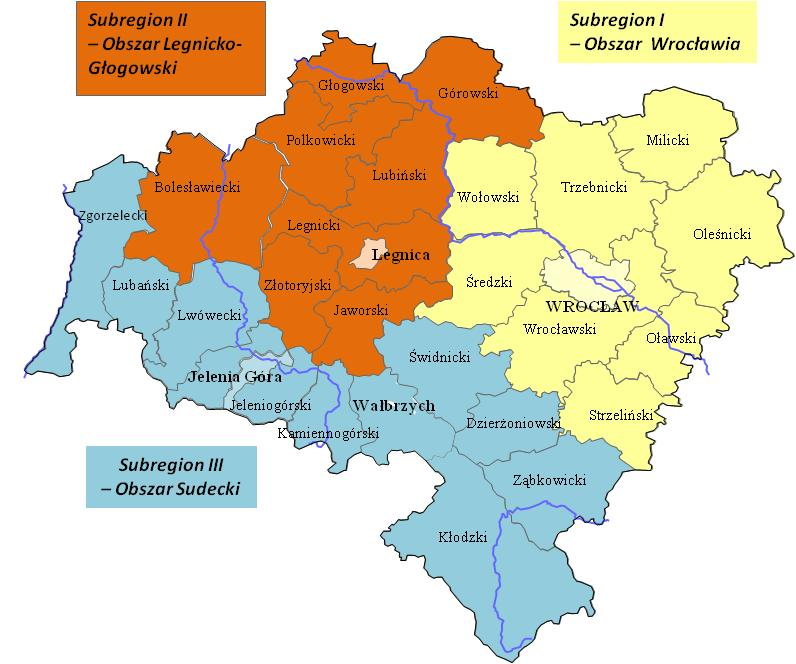 Subregion II
– Obszar Legnicko-
Głogowski
Subregion I
– Obszar Wrocławia
Głogowski
Górowski
Polkowicki
Milicki
Lubiński
Bolesławiecki
Trzebnicki
Wołowski
Zgorzelecki
Legnicki
Oleśnicki
Legnica
Lubański
Złotoryjski
Średzki
Jaworski
WROCŁAW
Lwówecki
Wrocławski
Oławski
Świdnicki
Jelenia Góra
Jeleniogórski
Wałbrzych
Strzeliński
Dzierżoniowski
Kamiennogórski
Subregion III
– Obszar Sudecki
Ząbkowicki
Kłodzki